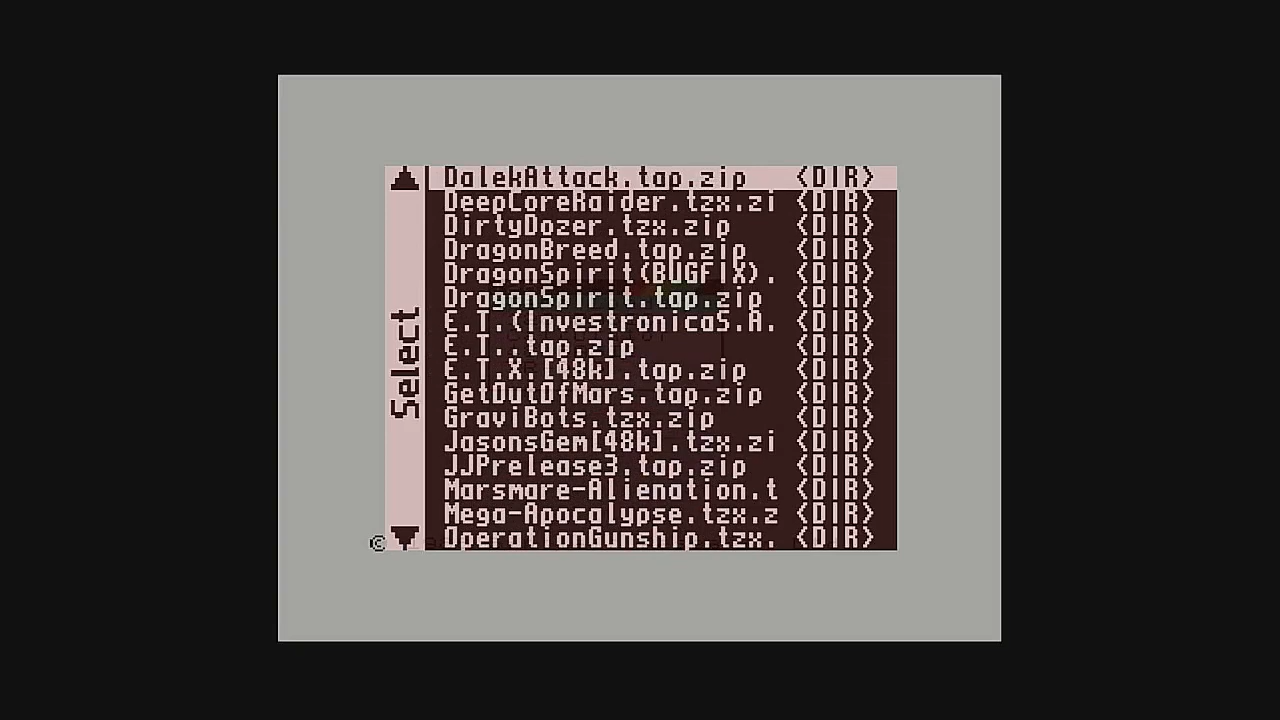 DalekAttack.tap.zip <DIR>
DeepCoreRaider.tzx.zi <DIR>
DirtyDozer.tzx.zip <DIR>
DragonBreed.tap.zip <DIR>
DragonSpirit(BUGFIX). <DIR>
DragonSpirit.tap.zip <DIR>
E.T.(InvestronicaS.A. <DIR>
E.T..tap.zip <DIR>
E.T.X.[48k].tap.zip <DIR>
GetOutOfMars.tap.zip <DIR>
GraviBots.tzx.zip <DIR>
JasonsGem[48k].tzx.zi <DIR>
JJPrelease3.tap.zip <DIR>
Marsmare-Alienation.t <DIR>
Mega-Apocalypse.tzx.z <DIR>
OperationGunship.tzx. <DIR>
Select
©